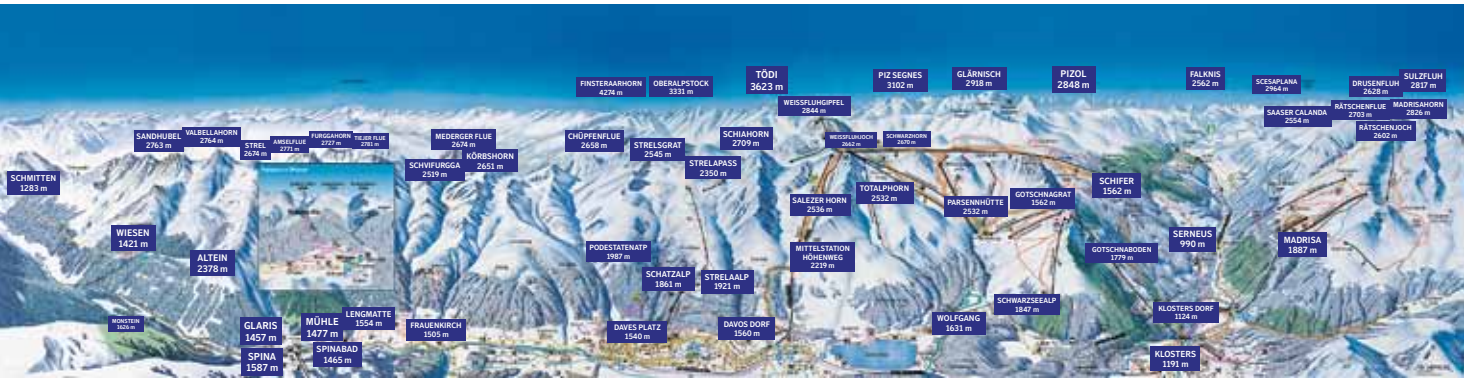 TÖDI
3623 m
PIZ SEGNES
3102 m
GLÄRNISCH
2918 m
PIZOL
2848 m
FALKNIS
2562 m
SCESAPLANA
2964 m
DRUSENFLUH
2628 m
SULZFLUH
2817 m
FINSTERAARHORN
4274 m
OBERALPSTOCK
3331 m
WEISSFLUHGIPFEL
2844 m
SAASER CALANDA
2554 m
RÄTSCHENFLUE
2703 m
MADRISAHORN
2826 m
RÄTSCHENJOCH
2602 m
SANDHUBEL
2763 m
VALBELLAHORN
2764 m
STREL
2674 m
AMSELFLUE
2771 m
FURGGAHORN
2727 m
TIEJER FLUE
2781 m
MEDERGER FLUE
2674 m
SCHVIFURGGA
2519 m
KÖRBSHORN
2651 m
CHÜPFENFLUE
2658 m
STRELSGRAT
2545 m
STRELAPASS
2350 m
SCHIAHORN
2709 m
WEISSFLUHJOCH
2662 m
SCHWARZHORN
2670 m
SCHMITTEN
1283 m
SALEZER HORN
2536 m
TOTALPHORN
2532 m
PARSENNHÜTTE
2532 m
GOTSCHNAGRAT
1562 m
SCHIFER
1562 m
WIESEN
1421 m
ALTEIN
2378 m
PODESTATENATP
1987 m
SCHATZALP
1861 m
STRELAALP
1921 m
MITTELSTATION
HÖHENWEG
2219 m
GOTSCHNABODEN
1779 m
SERNEUS
990 m
MADRISA
1887 m
MONSTEIN
1626 m
GLARIS
1457 m
SPINA
1587 m
MÜHLE
1477 m
SPINABAD
1465 m
LENGMATTE
1554 m
FRAUENKIRCH
1505 m
DAVES PLATZ
1540 m
DAVOS DORF
1560 m
WOLFGANG
1631 m
SCHWARZSEEALP
1847 m
KLOSTERS DORF
1124 m
KLOSTERS
1191 m